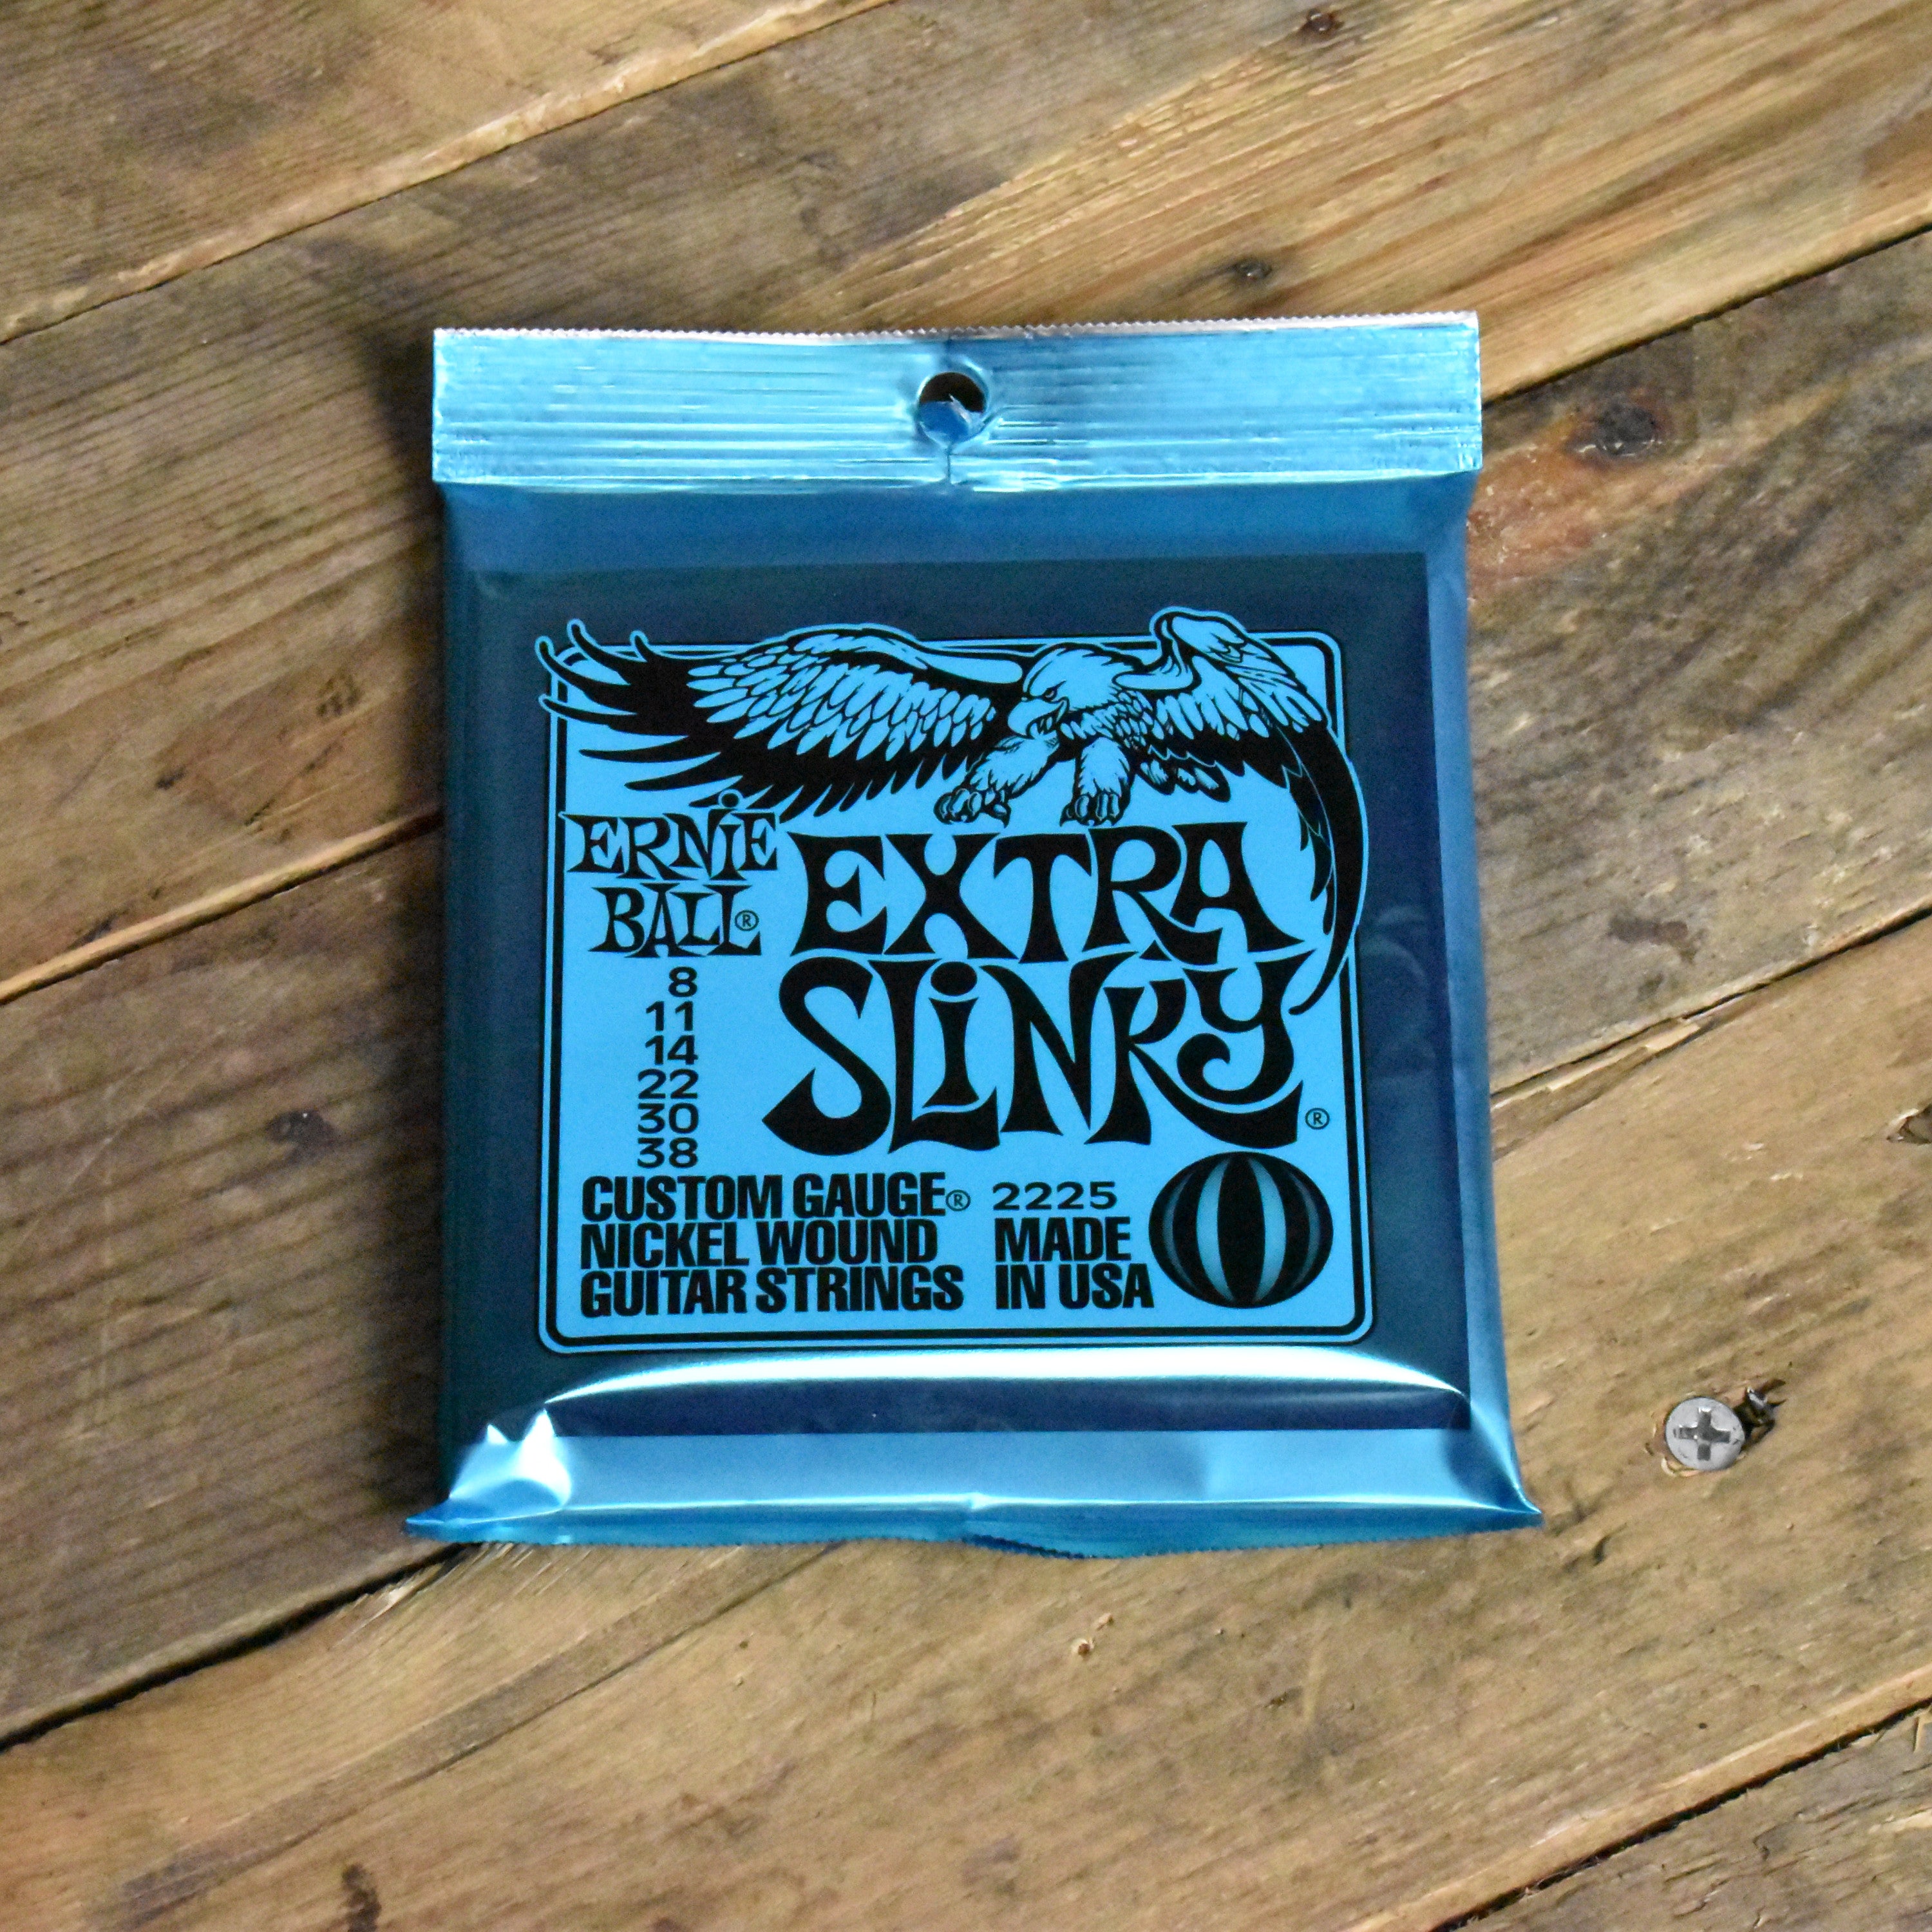 ERNIE
BALL®
EXTRA
SLINKY®
8
11
14
22
30
38
CUSTOM GAUGE®
NICKEL WOUND
GUITAR STRINGS
2225
MADE
IN USA